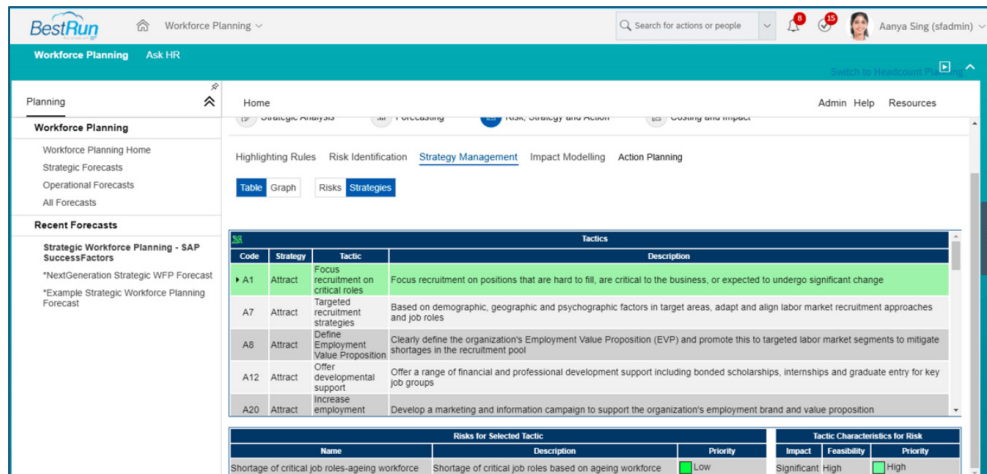 BestRun
Workforce Planning
Search for actions or people
8
15
Aanya Sing (sfadmin)
Workforce Planning Ask HR
Switch to Headcount Planning
Planning
Home
Admin Help Resources
Strategic Analysis Forecasting Risk, Strategy and Action Costing and Impact
Workforce Planning
Workforce Planning Home
Strategic Forecasts
Operational Forecasts
All Forecasts
Recent Forecasts
Strategic Workforce Planning - SAP
SuccessFactors
*NextGeneration Strategic WFP Forecast
*Example Strategic Workforce Planning
Forecast
Highlighting Rules Risk Identification Strategy Management Impact Modelling Action Planning
Table Graph Risks Strategies
Tactics
Code Strategy Tactic Description
A1 Attract
Focus
recruitment on
critical roles
Focus recruitment on positions that are hard to fill, are critical to the business, or expected to undergo significant change
A7 Attract
Targeted
recruitment
strategies
Based on demographic, geographic and psychographic factors in target areas, adapt and align labor market recruitment approaches
and job roles
A8 Attract
Define
Employment
Value Proposition
Clearly define the organization's Employment Value Proposition (EVP) and promote this to targeted labor market segments to mitigate
shortages in the recruitment pool
A12 Attract
Offer
developmental
support
Offer a range of financial and professional development support including bonded scholarships, internships and graduate entry for key
job groups
A20 Attract
Increase
employment
Develop a marketing and information campaign to support the organization's employment brand and value proposition
Risks for Selected Tactic
Name Description Priority
Shortage of critical job roles-ageing workforce Shortage of critical job roles based on ageing workforce Low
Tactic Characteristics for Risk
Impact Feasibility Priority
Significant High High